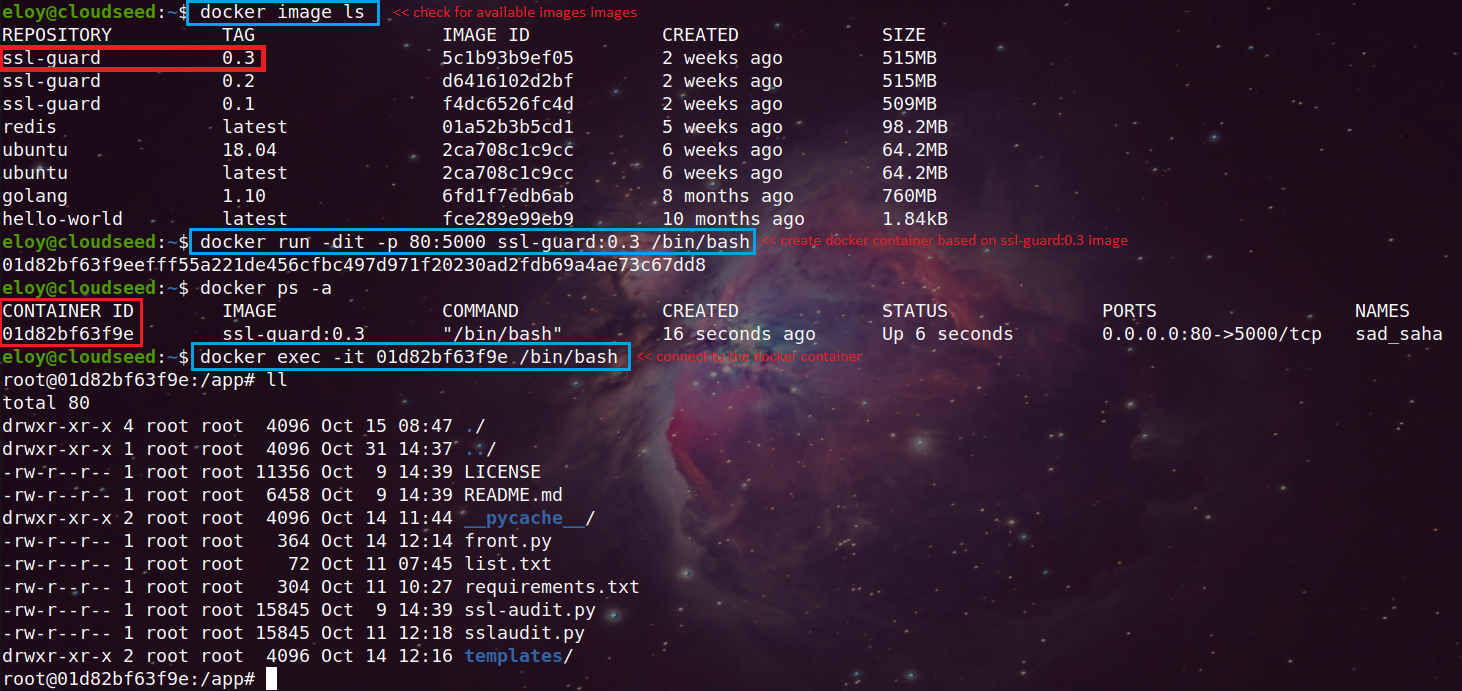 eloy@cloudseed:~$ docker image ls << check for available images images
REPOSITORY TAG IMAGE ID CREATED SIZE
ssl-guard 0.3 5c1b93b9ef05 2 weeks ago 515MB
ssl-guard 0.2 d6416102d2bf 2 weeks ago 515MB
ssl-guard 0.1 f4dc6526fc4d 2 weeks ago 509MB
redis latest 01a52b3b5cd1 5 weeks ago 98.2MB
ubuntu 18.04 2ca708c1c9cc 6 weeks ago 64.2MB
ubuntu latest 2ca708c1c9cc 6 weeks ago 64.2MB
golang 1.10 6fd1f7edb6ab 8 months ago 760MB
hello-world latest fce289e99eb9 10 months ago 1.84kB
eloy@cloudseed:~$ docker run -dit -p 80:5000 ssl-guard:0.3 /bin/bash << create docker container based on ssl-guard:0.3 image
01d82bf63f9eefff55a221de456cfbc497d971f20230ad2fdb69a4ae73c67dd8
eloy@cloudseed:~$ docker ps -a
CONTAINER ID IMAGE COMMAND CREATED STATUS PORTS NAMES
01d82bf63f9e ssl-guard:0.3 "/bin/bash" 16 seconds ago Up 6 seconds 0.0.0.0:80->5000/tcp sad_saha
eloy@cloudseed:~$ docker exec -it 01d82bf63f9e /bin/bash << connect to the docker container
root@01d82bf63f9e:/app# ll
total 80
drwxr-xr-x 4 root root 4096 Oct 15 08:47 ./
drwxr-xr-x 1 root root 4096 Oct 31 14:37 ../
-rw-r--r-- 1 root root 11356 Oct 9 14:39 LICENSE
-rw-r--r-- 1 root root 6458 Oct 9 14:39 README.md
drwxr-xr-x 2 root root 4096 Oct 14 11:44 __pycache__/
-rw-r--r-- 1 root root 364 Oct 14 12:14 front.py
-rw-r--r-- 1 root root 72 Oct 11 07:45 list.txt
-rw-r--r-- 1 root root 304 Oct 11 10:27 requirements.txt
-rw-r--r-- 1 root root 15845 Oct 9 14:39 ssl-audit.py
-rw-r--r-- 1 root root 15845 Oct 11 12:18 sslaudit.py
drwxr-xr-x 2 root root 4096 Oct 14 12:16 templates/
root@01d82bf63f9e:/app#